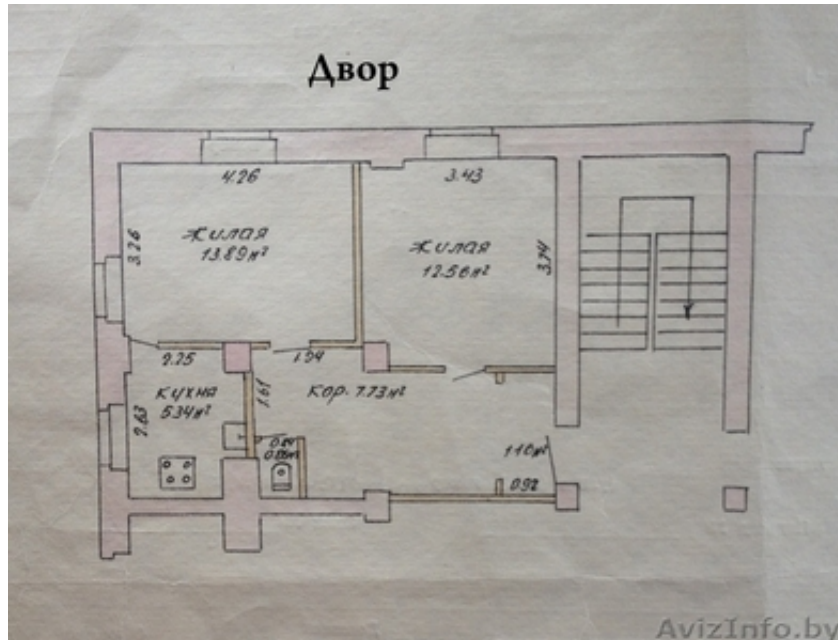 Двор
4.26
3.43
жилая
13.89м²
3.26
жилая
12.56м²
3.74
2.25
1.94
кухня
5.34м²
2.63
1.61
кор. 7.73м²
1.10м²
0.92
AvizInfo.by